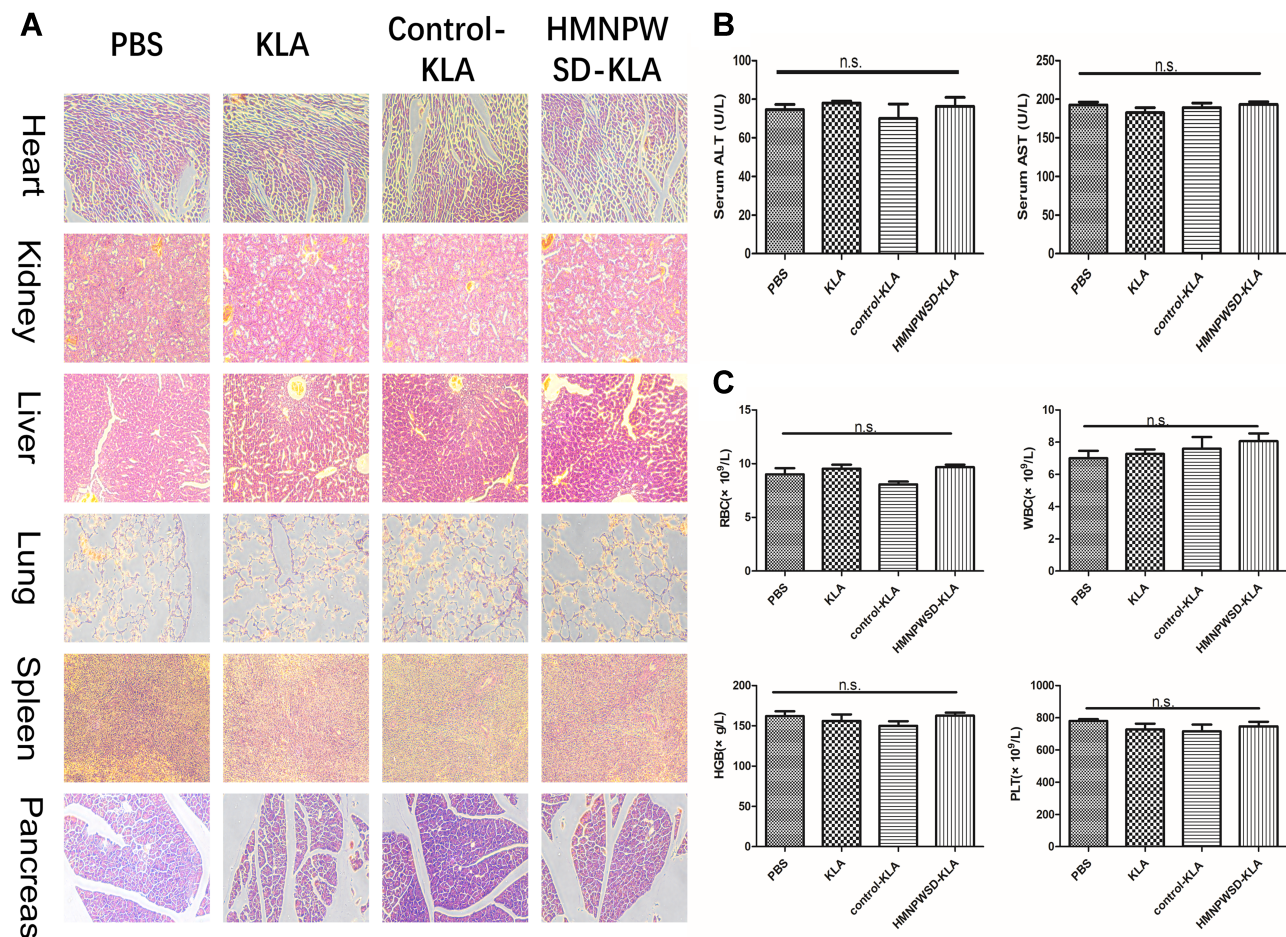 A
PBS
KLA
Control-
KLA
HMNPW
SD-KLA
Heart
Kidney
Liver
Lung
Spleen
Pancreas
B
Serum ALT (U/L)
100
80
60
40
20
0
n.s.
PBS
KLA
control-KLA
HMNPWSD-KLA
Serum AST (U/L)
250
200
150
100
50
0
n.s.
PBS
KLA
control-KLA
HMNPWSD-KLA
C
RBC(× 10⁹/L)
15
10
5
0
n.s.
PBS
KLA
control-KLA
HMNPWSD-KLA
WBC(× 10⁹/L)
10
8
6
4
2
0
n.s.
PBS
KLA
control-KLA
HMNPWSD-KLA
HGB(× g/L)
200
150
100
50
0
n.s.
PBS
KLA
control-KLA
HMNPWSD-KLA
PLT(× 10⁹/L)
1000
800
600
400
200
0
n.s.
PBS
KLA
control-KLA
HMNPWSD-KLA